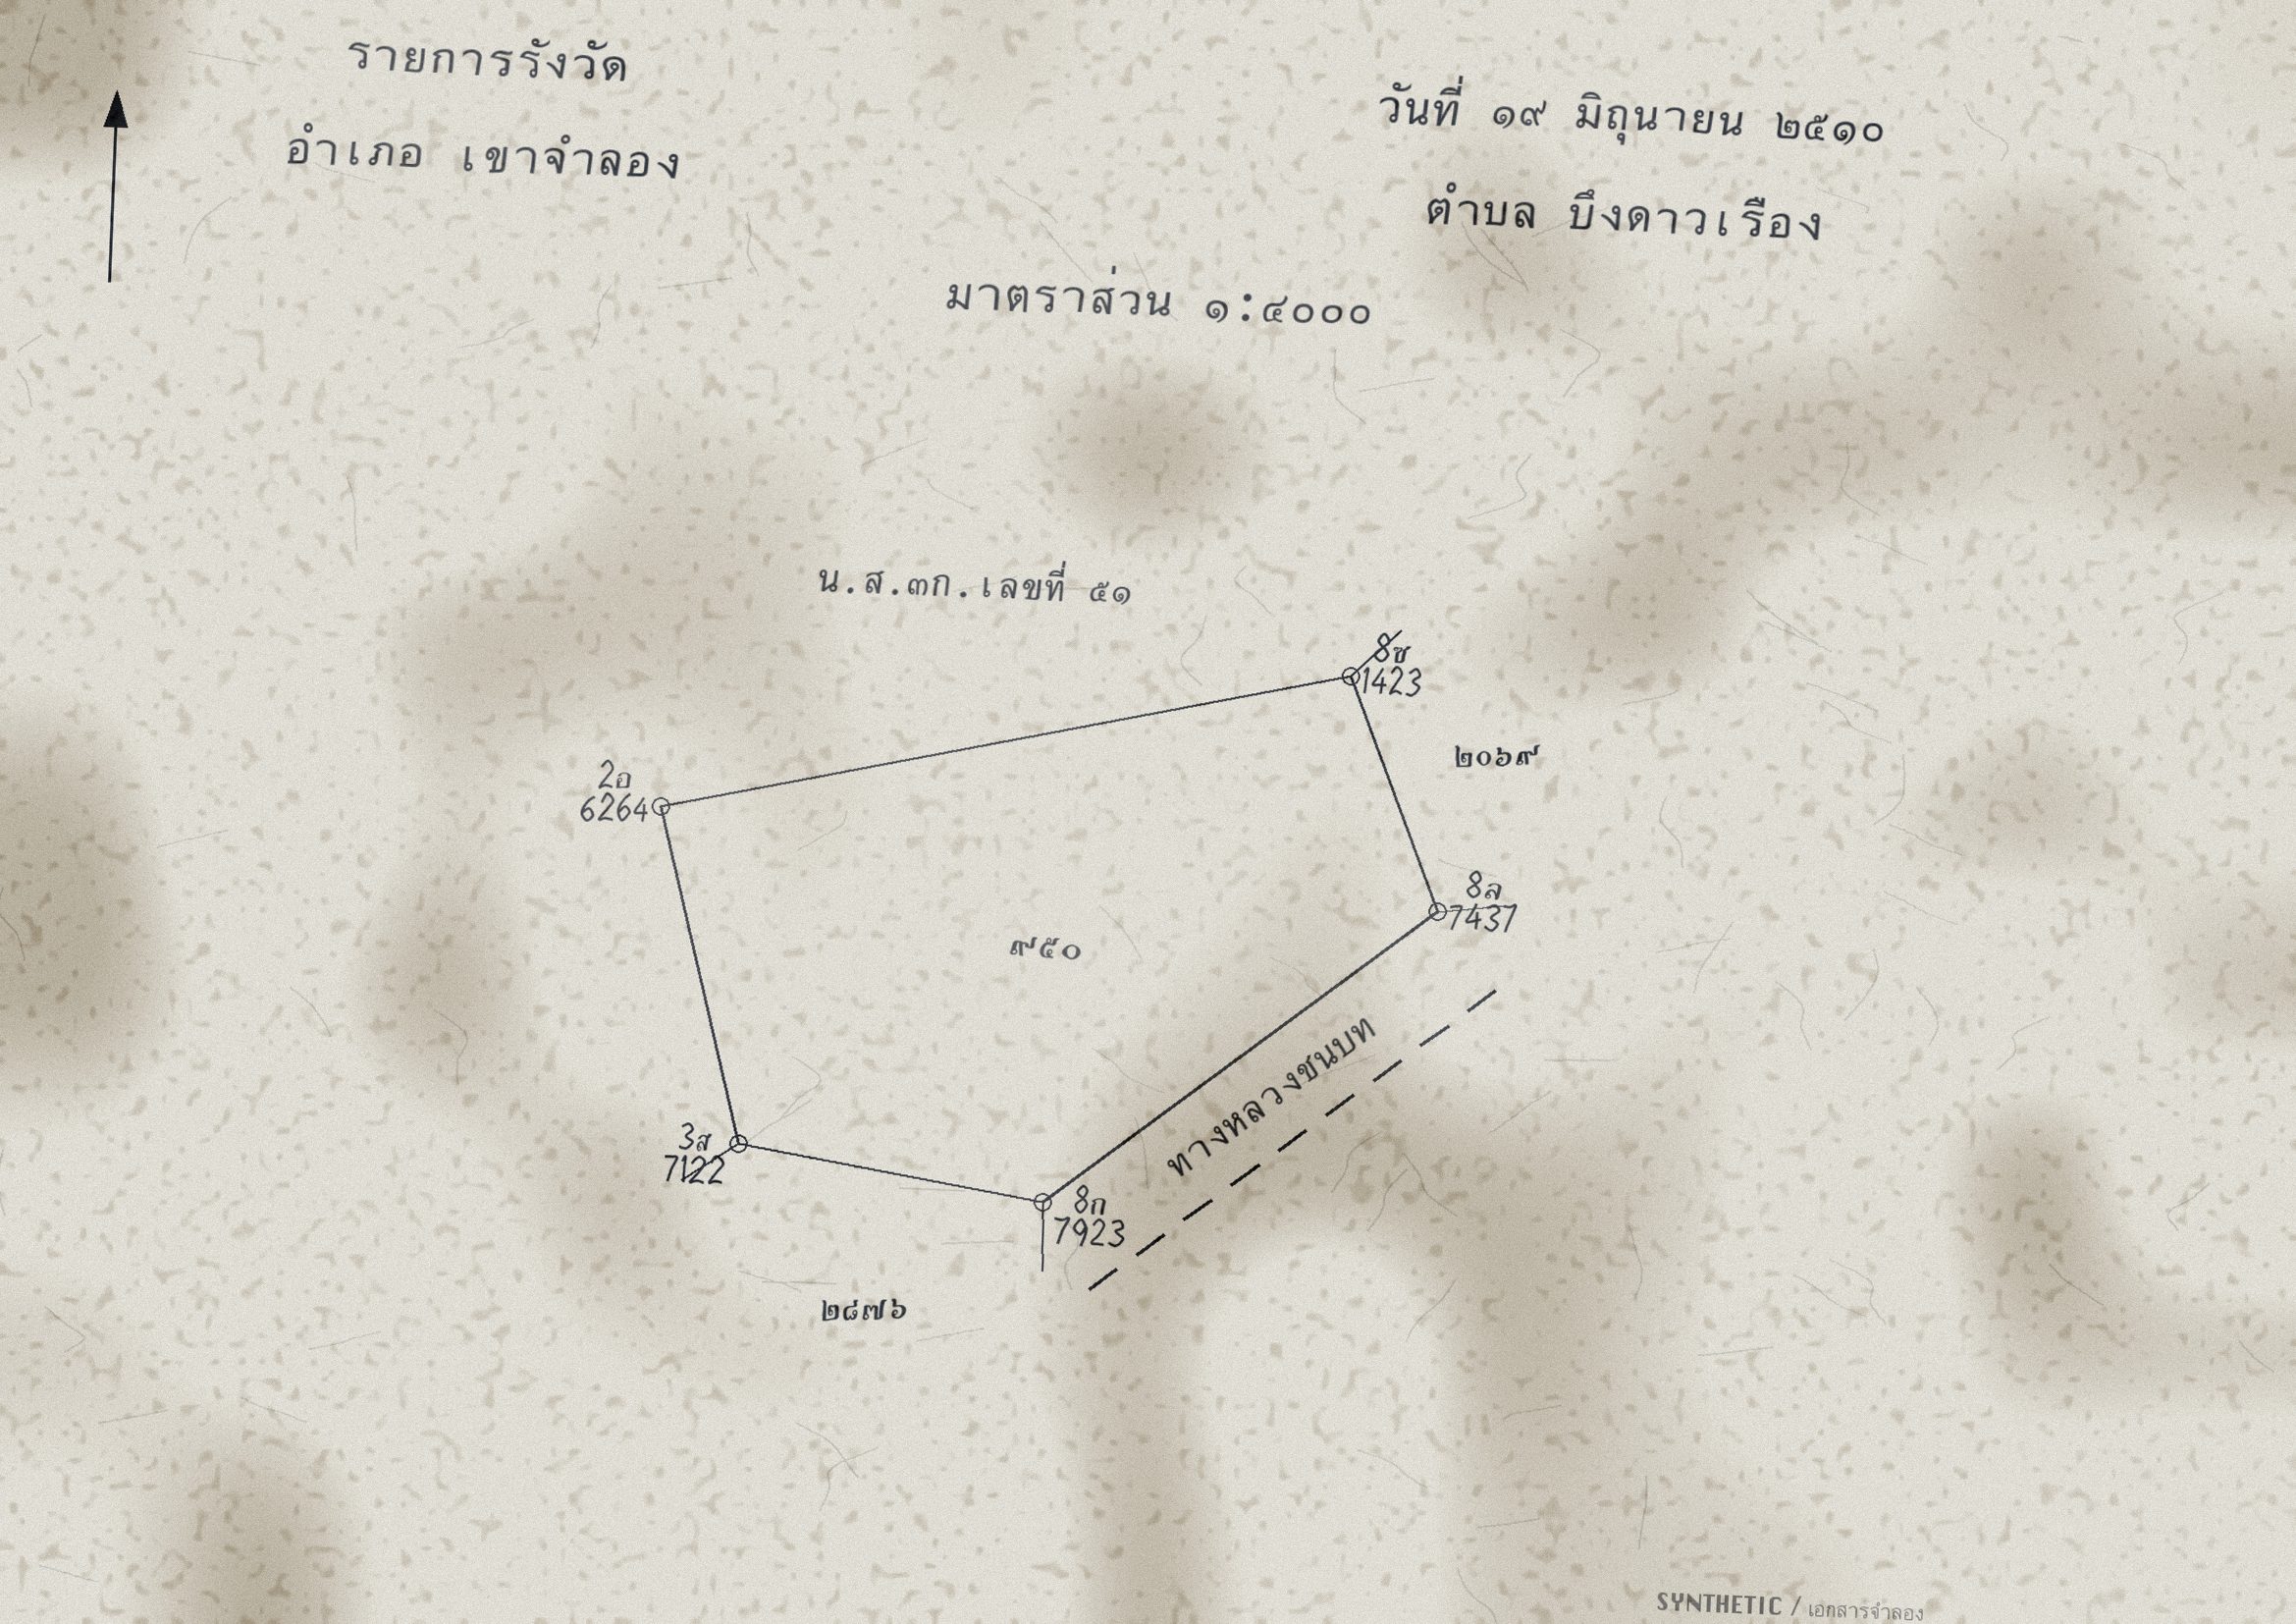 รายการรังวัด
วันที่ ๑๙ มิถุนายน ๒๕๑๐
อำเภอ เขาจำลอง
ตำบล บึงดาวเรือง
มาตราส่วน ๑:๔๐๐๐
น.ส.๓ก.เลขที่ ๕๑
8ซ
1423
๒๐๖๙
2อ
6264
8ล
7437
๙๕๐
ทางหลวงชนบท
3ส
7122
8ก
7923
๒๘๗๖
SYNTHETIC / เอกสารจำลอง